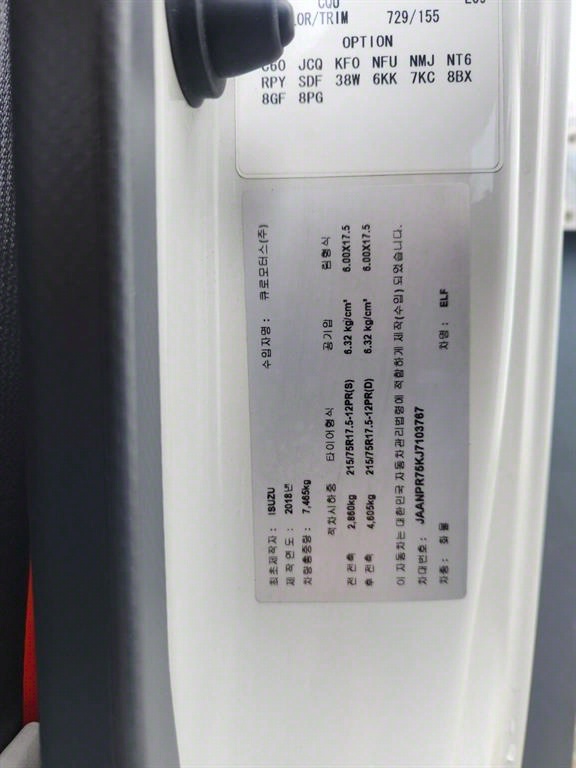 COLOR/TRIM 729/155
OPTION
JCQ KFO NFU NMJ NT6
RPY SDF 38W 6KK 7KC 8BX
8GF 8PG
최초제작자 : ISUZU 수입자명 : 큐로모터스(주)
제 작 연 도 : 2018년
차량총중량 : 7,465kg
적차시하중 타이어형식 공기압 림형식
전 전축 2,860kg 215/75R17.5-12PR(S) 6.32 kg/cm² 6.00X17.5
후 전축 4,605kg 215/75R17.5-12PR(D) 6.32 kg/cm² 6.00X17.5
이 자동차는 대한민국 자동차관리법령에 적합하게 제작(수입) 되었습니다.
차대번호 : JAANPR75KJ7103767
차종 : 화물 차명 : ELF